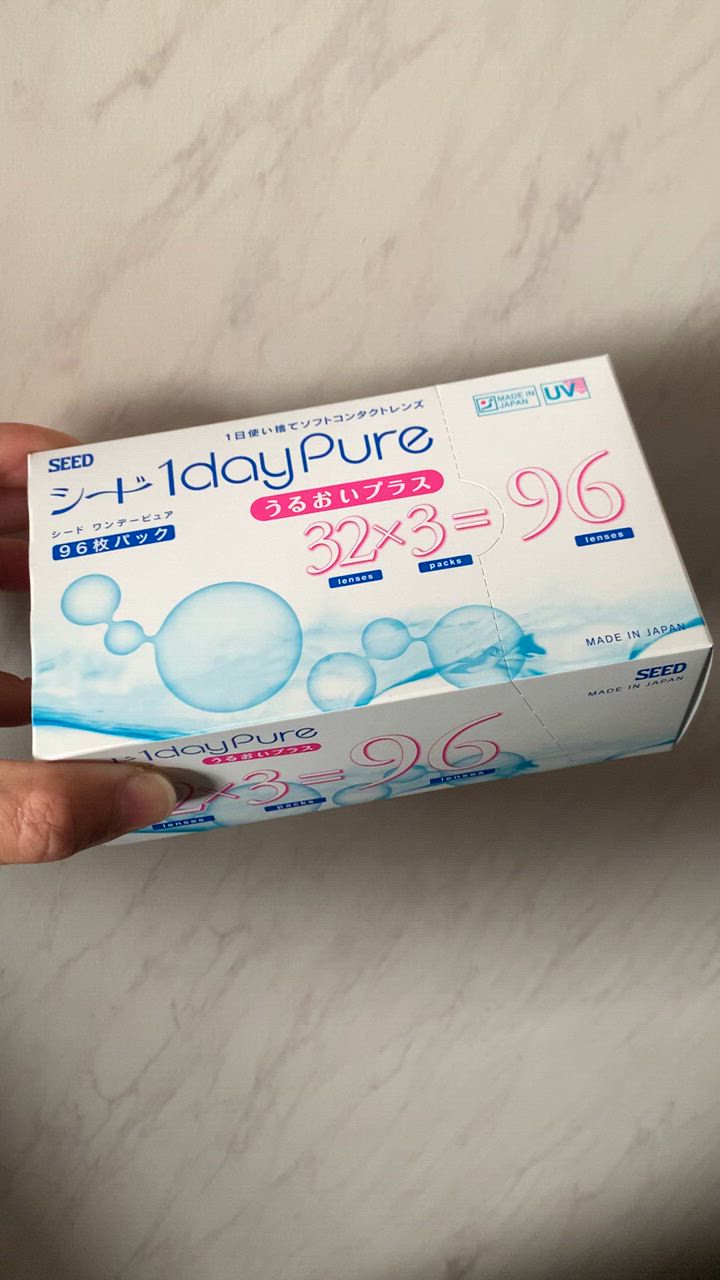 1日使い捨てソフトコンタクトレンズ
MADE IN JAPAN
UV
SEED
シード 1dayPure
うるおいプラス
シード ワンデーピュア
96枚パック
32×3=96
lenses packs lenses
MADE IN JAPAN
SEED
MADE IN JAPAN
1dayPure
うるおいプラス
2×3=96
lenses packs lenses